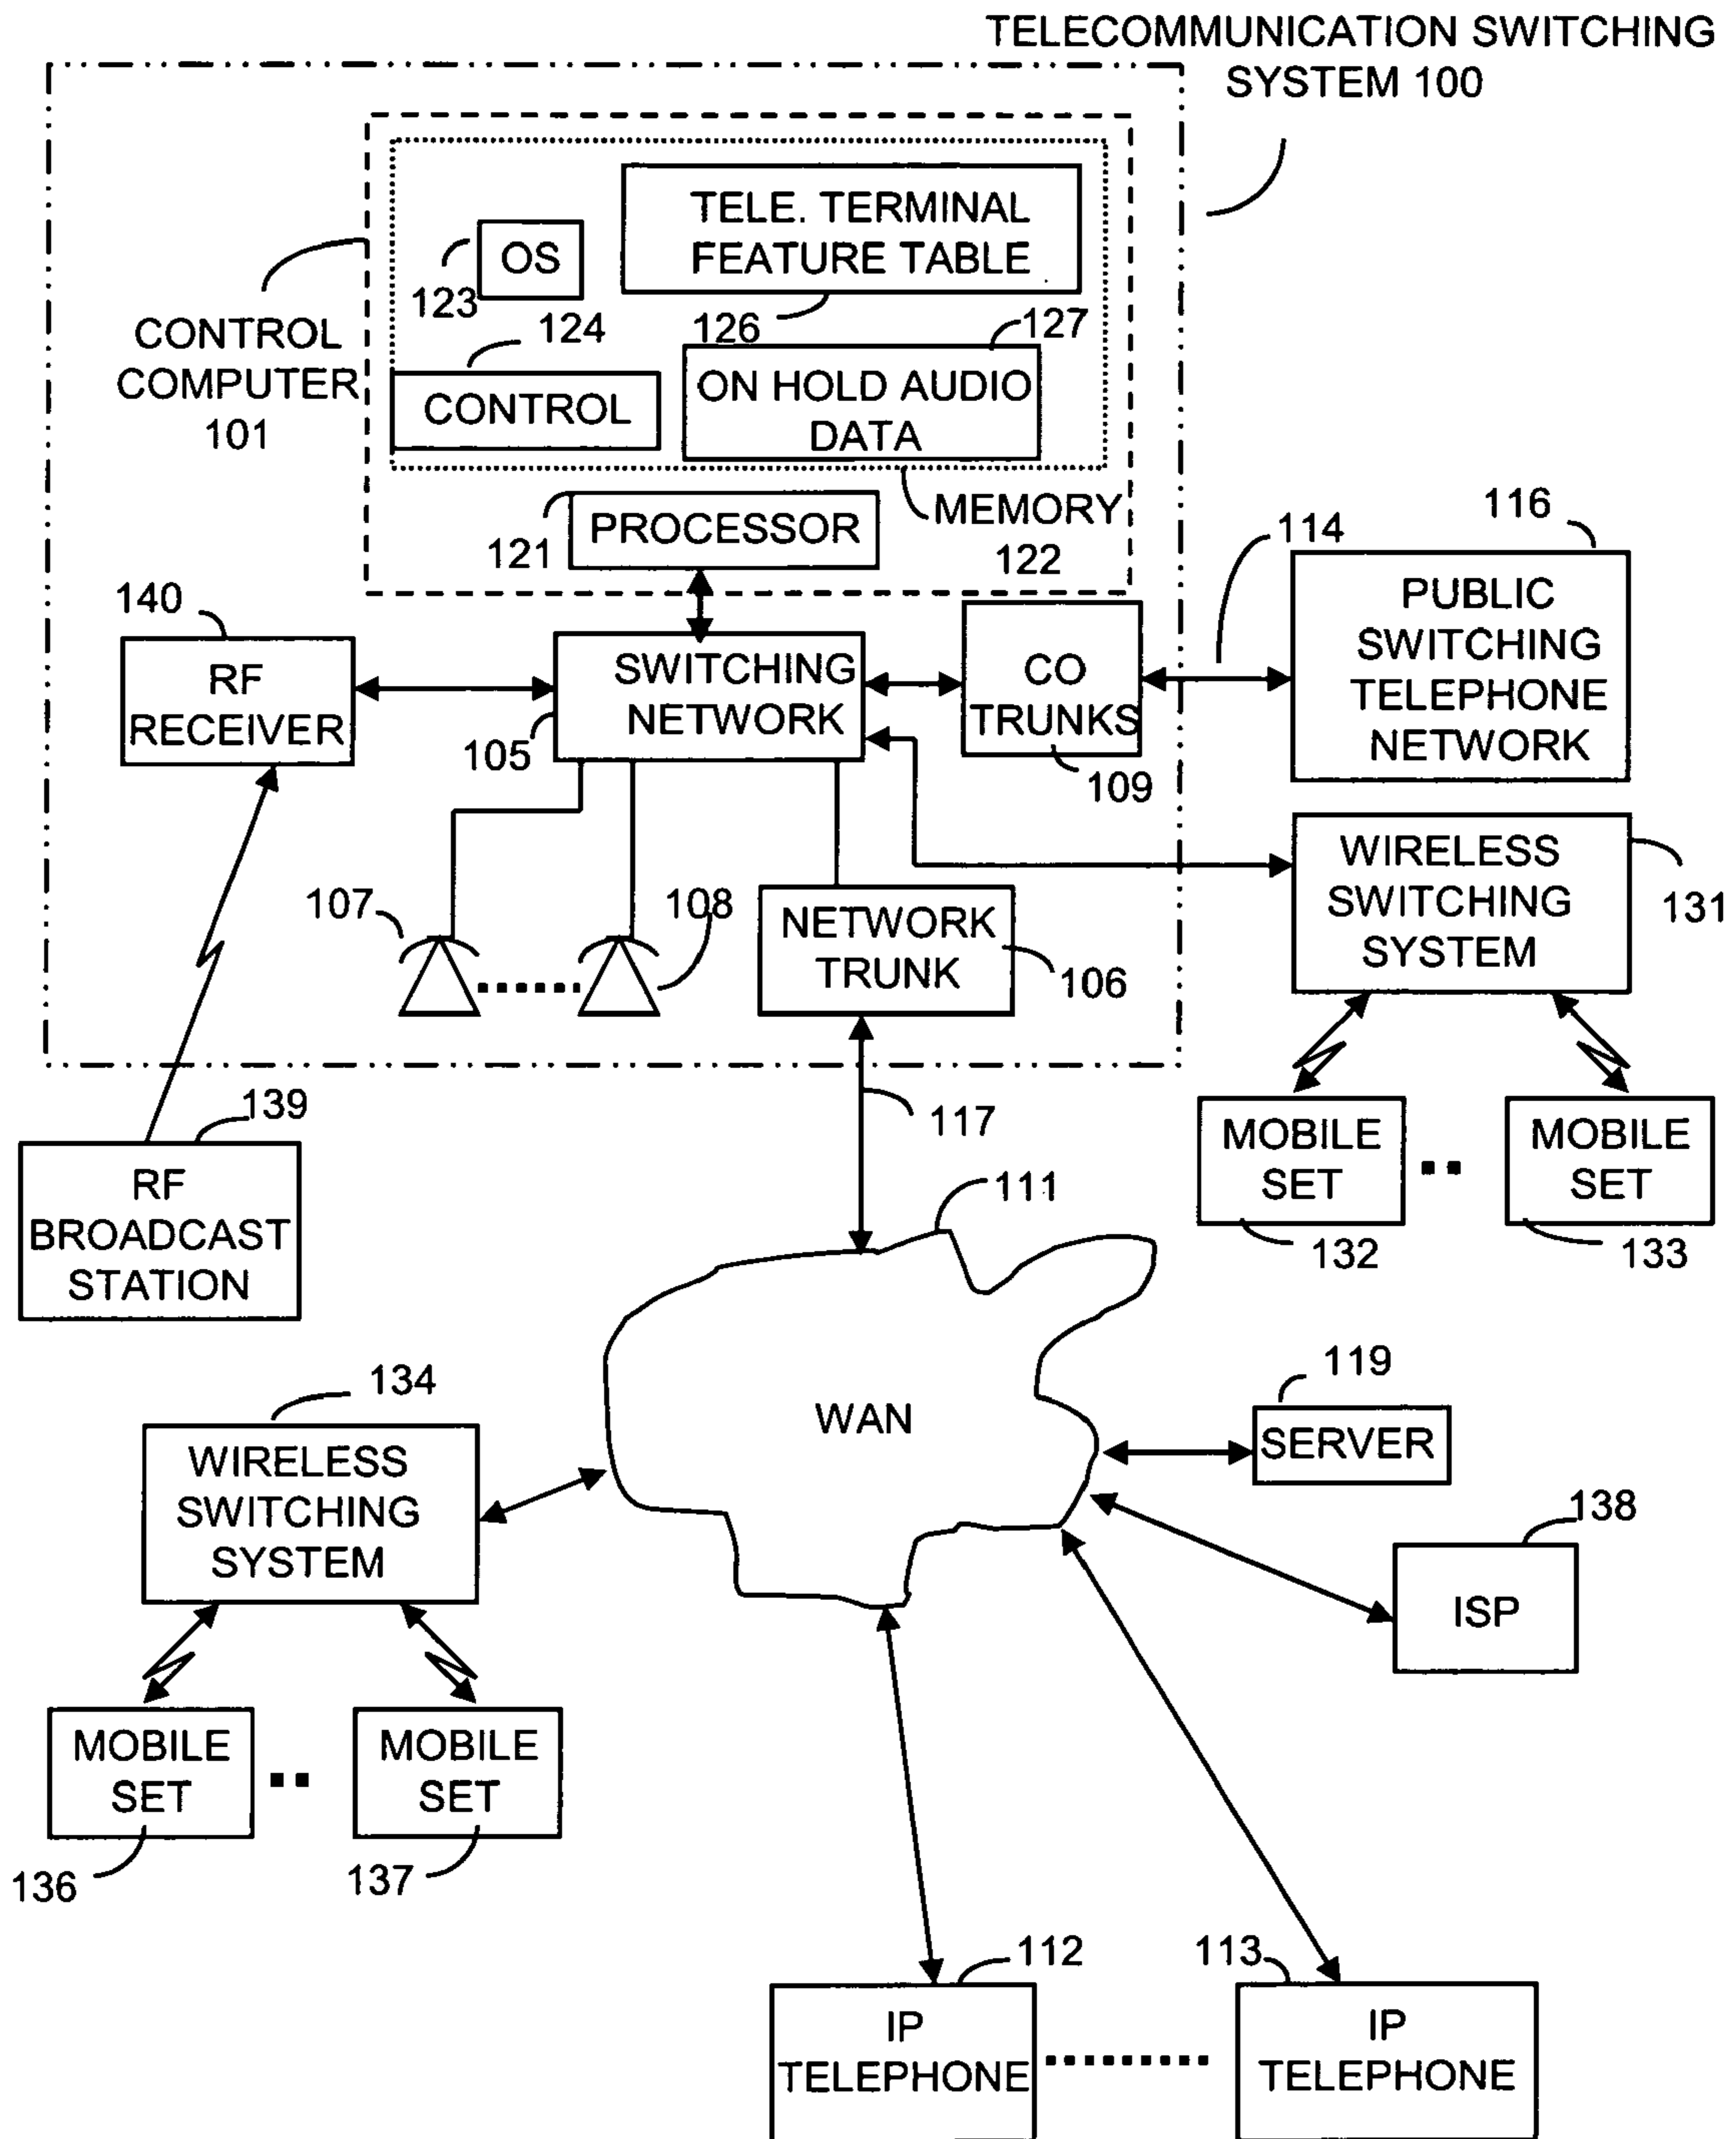 TELECOMMUNICATION SWITCHING
SYSTEM 100
TELE. TERMINAL
FEATURE TABLE
OS
123
126
127
124
CONTROL
COMPUTER
101
CONTROL
ON HOLD AUDIO
DATA
MEMORY
122
PROCESSOR
121
114
116
PUBLIC
SWITCHING
TELEPHONE
NETWORK
140
RF
RECEIVER
SWITCHING
NETWORK
105
CO
TRUNKS
109
WIRELESS
SWITCHING
SYSTEM
131
107
108
NETWORK
TRUNK
106
139
RF
BROADCAST
STATION
117
MOBILE
SET
132
MOBILE
SET
133
111
WAN
119
SERVER
134
WIRELESS
SWITCHING
SYSTEM
138
ISP
MOBILE
SET
136
MOBILE
SET
137
112
IP
TELEPHONE
113
IP
TELEPHONE